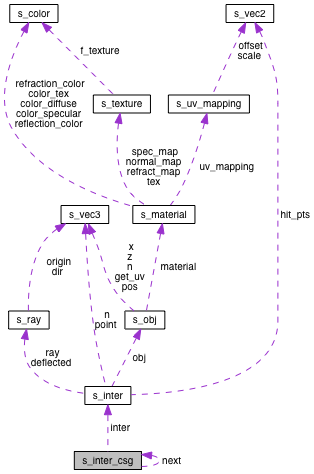 s_color
s_vec2
f_texture
offset
scale
refraction_color
color_tex
color_diffuse
color_specular
reflection_color
s_texture
s_uv_mapping
spec_map
normal_map
refract_map
tex
uv_mapping
s_vec3
s_material
hit_pts
origin
dir
x
z
n
get_uv
pos
material
s_ray
n
point
s_obj
ray
deflected
obj
s_inter
inter
s_inter_csg
next